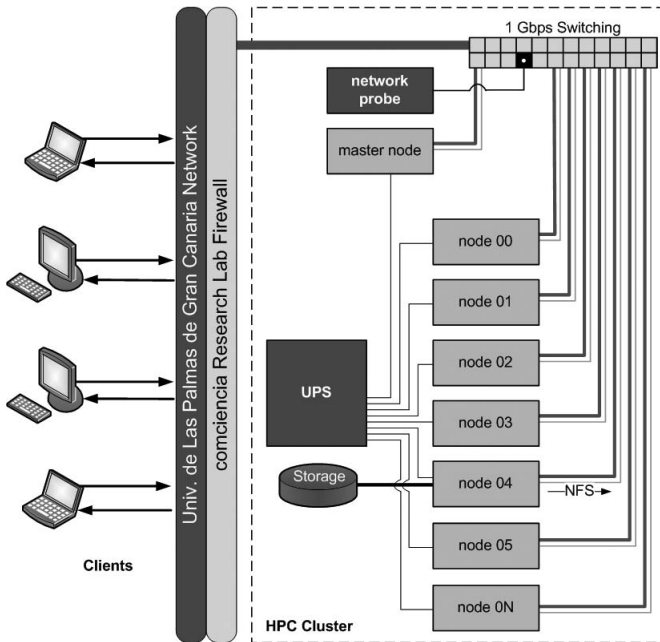 1 Gbps Switching
network
probe
master node
Univ. de Las Palmas de Gran Canaria Network
comciencia Research Lab Firewall
node 00
node 01
node 02
UPS
node 03
Storage
node 04
NFS
node 05
node 0N
Clients
HPC Cluster